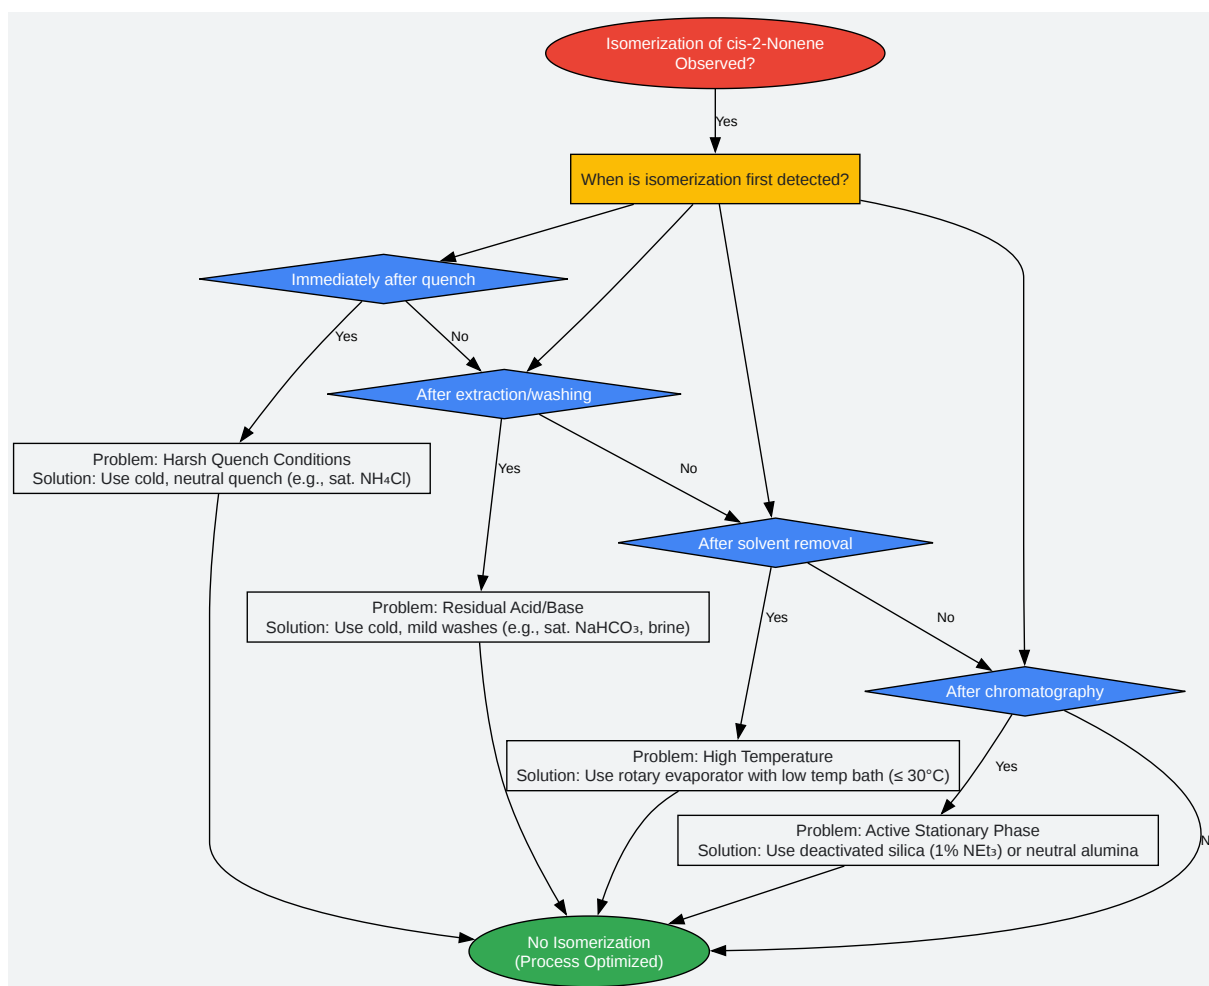 Isomerization of cis-2-Nonene
Observed?
Yes
When is isomerization first detected?
Immediately after quench
Yes
No
After extraction/washing
Problem: Harsh Quench Conditions
Solution: Use cold, neutral quench (e.g., sat. NH₄Cl)
Yes
No
After solvent removal
Problem: Residual Acid/Base
Solution: Use cold, mild washes (e.g., sat. NaHCO₃, brine)
Yes
No
After chromatography
Problem: High Temperature
Solution: Use rotary evaporator with low temp bath (≤ 30°C)
Yes
Problem: Active Stationary Phase
Solution: Use deactivated silica (1% NEt₃) or neutral alumina
No Isomerization
(Process Optimized)